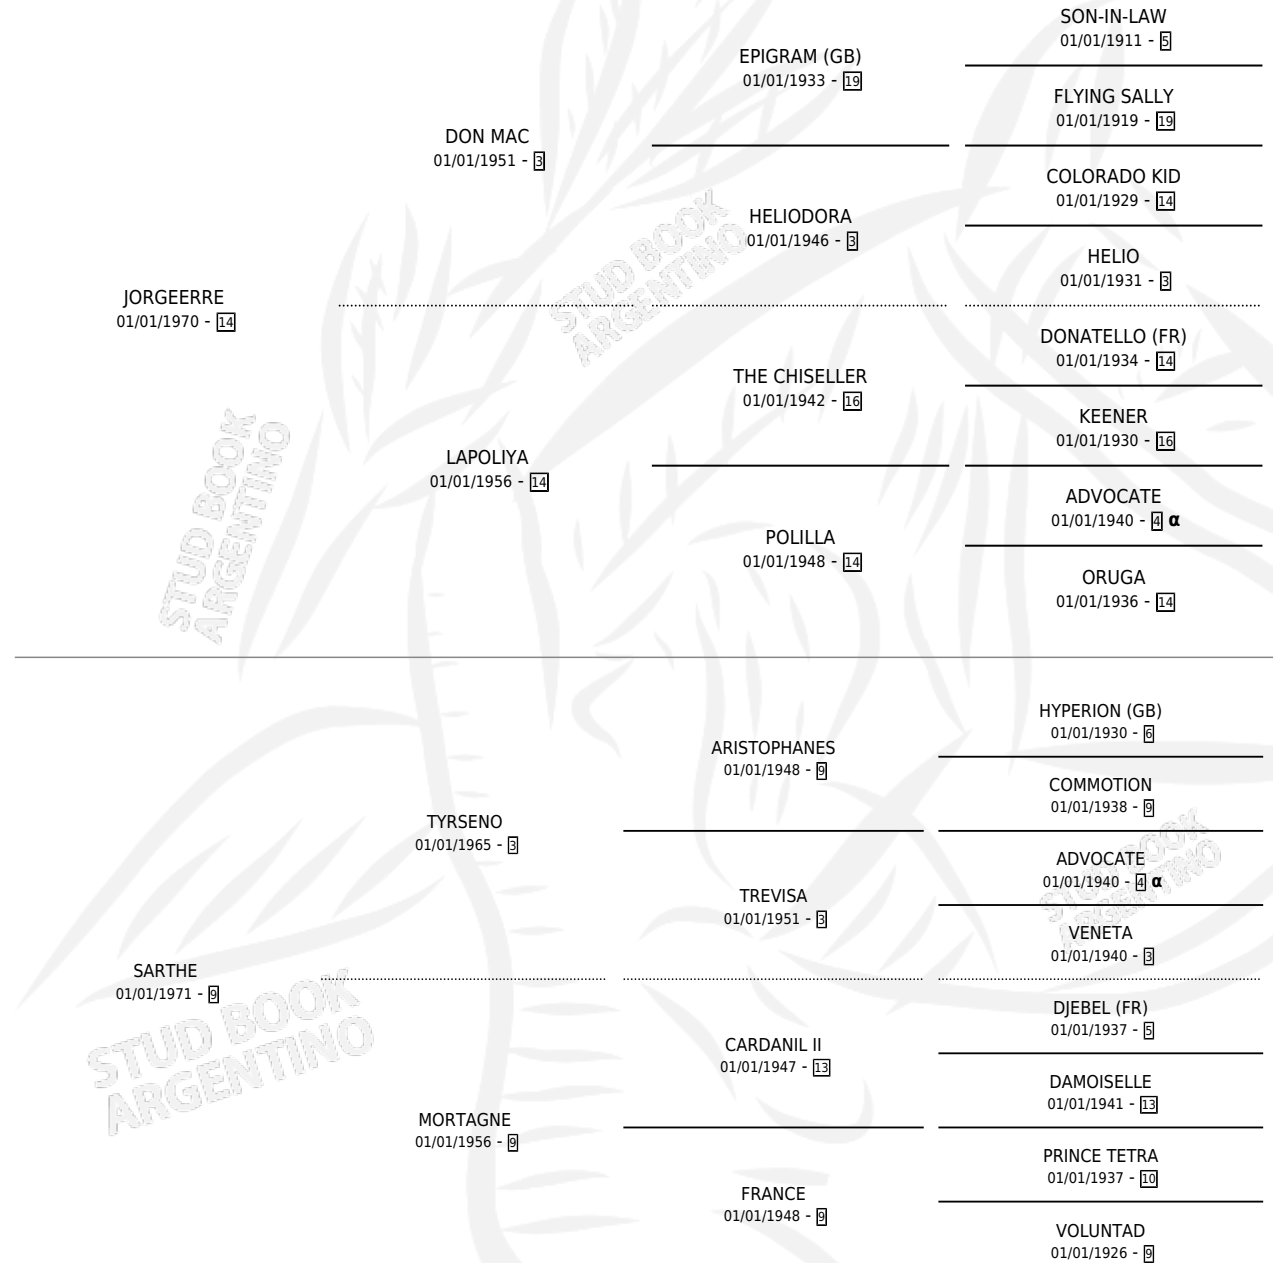 SON-IN-LAW
01/01/1911 - 5
EPIGRAM (GB)
01/01/1933 - 19
FLYING SALLY
01/01/1919 - 19
DON MAC
01/01/1951 - 3
COLORADO KID
01/01/1929 - 14
HELIODORA
01/01/1946 - 3
HELIO
01/01/1931 - 3
JORGEERRE
01/01/1970 - 14
DONATELLO (FR)
01/01/1934 - 14
THE CHISELLER
01/01/1942 - 16
KEENER
01/01/1930 - 16
LAPOLIYA
01/01/1956 - 14
ADVOCATE
01/01/1940 - 4 α
POLILLA
01/01/1948 - 14
ORUGA
01/01/1936 - 14
HYPERION (GB)
01/01/1930 - 6
ARISTOPHANES
01/01/1948 - 9
COMMOTION
01/01/1938 - 9
TYRSENO
01/01/1965 - 3
ADVOCATE
01/01/1940 - 4 α
TREVISA
01/01/1951 - 3
VENETA
01/01/1940 - 3
SARTHE
01/01/1971 - 9
DJEBEL (FR)
01/01/1937 - 5
CARDANIL II
01/01/1947 - 13
DAMOISELLE
01/01/1941 - 13
MORTAGNE
01/01/1956 - 9
PRINCE TETRA
01/01/1937 - 10
FRANCE
01/01/1948 - 9
VOLUNTAD
01/01/1926 - 9
STUD BOOK
ARGENTINO
STUD BOOK
ARGENTINO
STUD BOOK
ARGENTINO
STUD BOOK
ARGENTINO